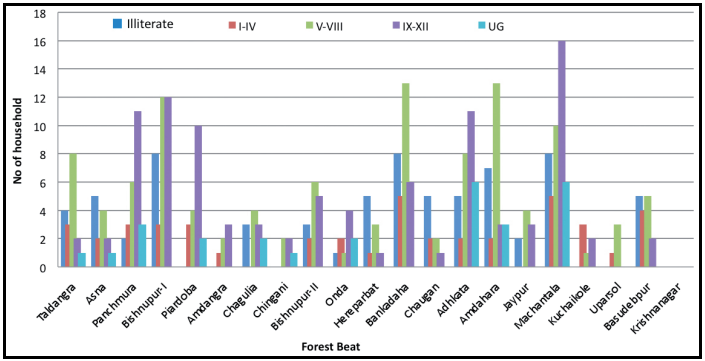 Illiterate I-IV V-VIII IX-XII UG
18
16
14
12
10
8
6
4
2
0
No of household
Taldangra
Asna
Panchmura
Bishnupur-I
Piardoba
Amdangra
Chagulia
Chingani
Bishnupur-II
Onda
Hereparbat
Bankadaha
Chaugan
Adhkata
Amdahara
Jaypur
Machantala
Kuchaikole
Uparsol
Basudebpur
Krishnanagar
Forest Beat